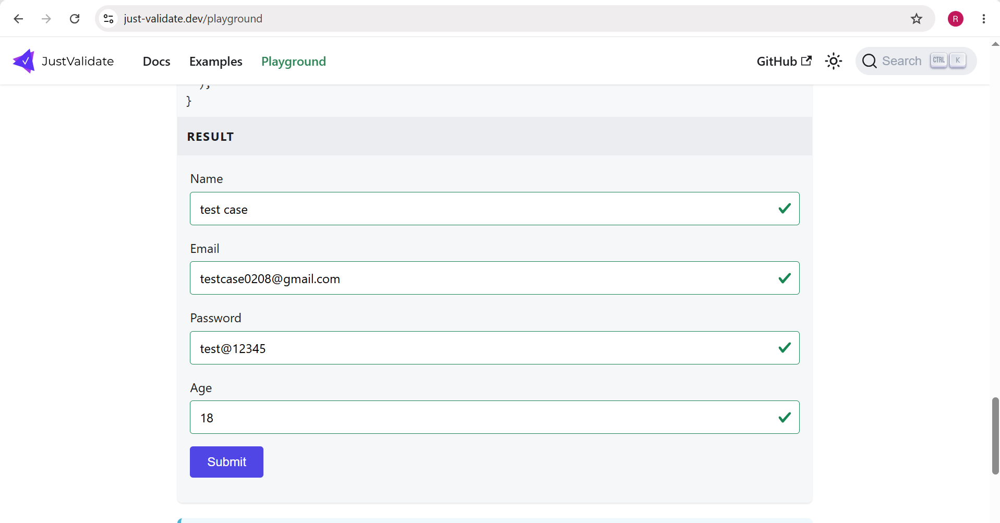 just-validate.dev/playground
R
JustValidate
Docs
Examples
Playground
GitHub
Search
CTRL
K
);
}
RESULT
Name
test case
Email
testcase0208@gmail.com
Password
test@12345
Age
18
Submit